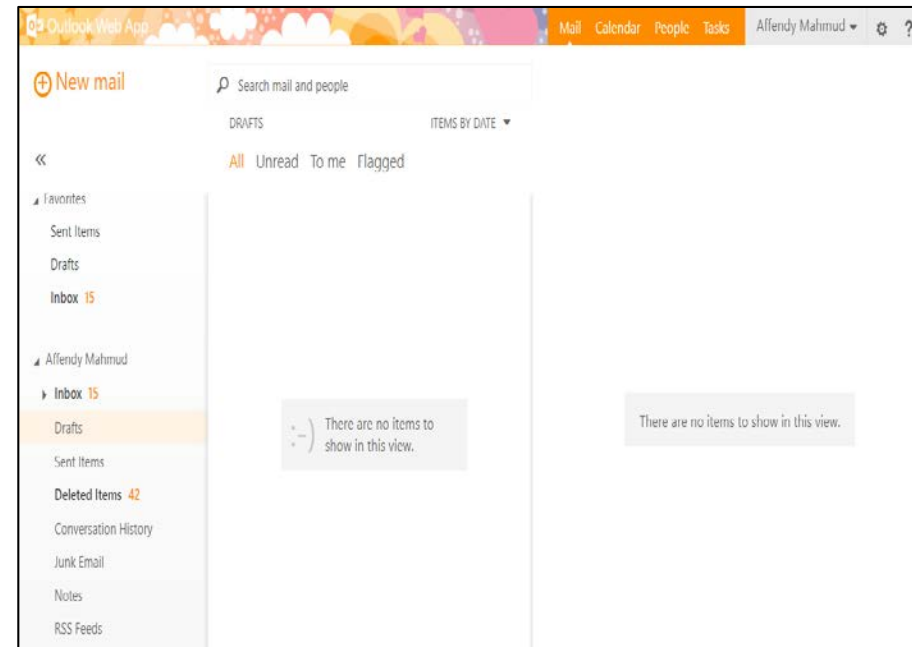 Outlook Web App
Mail Calendar People Tasks Affendy Mahmud ?
New mail
Search mail and people
DRAFTS ITEMS BY DATE
All Unread To me Flagged
Favorites
Sent Items
Drafts
Inbox 15
Affendy Mahmud
Inbox 15
Drafts
Sent Items
Deleted Items 42
Conversation History
Junk Email
Notes
RSS Feeds
:-)
There are no items to
show in this view.
There are no items to show in this view.